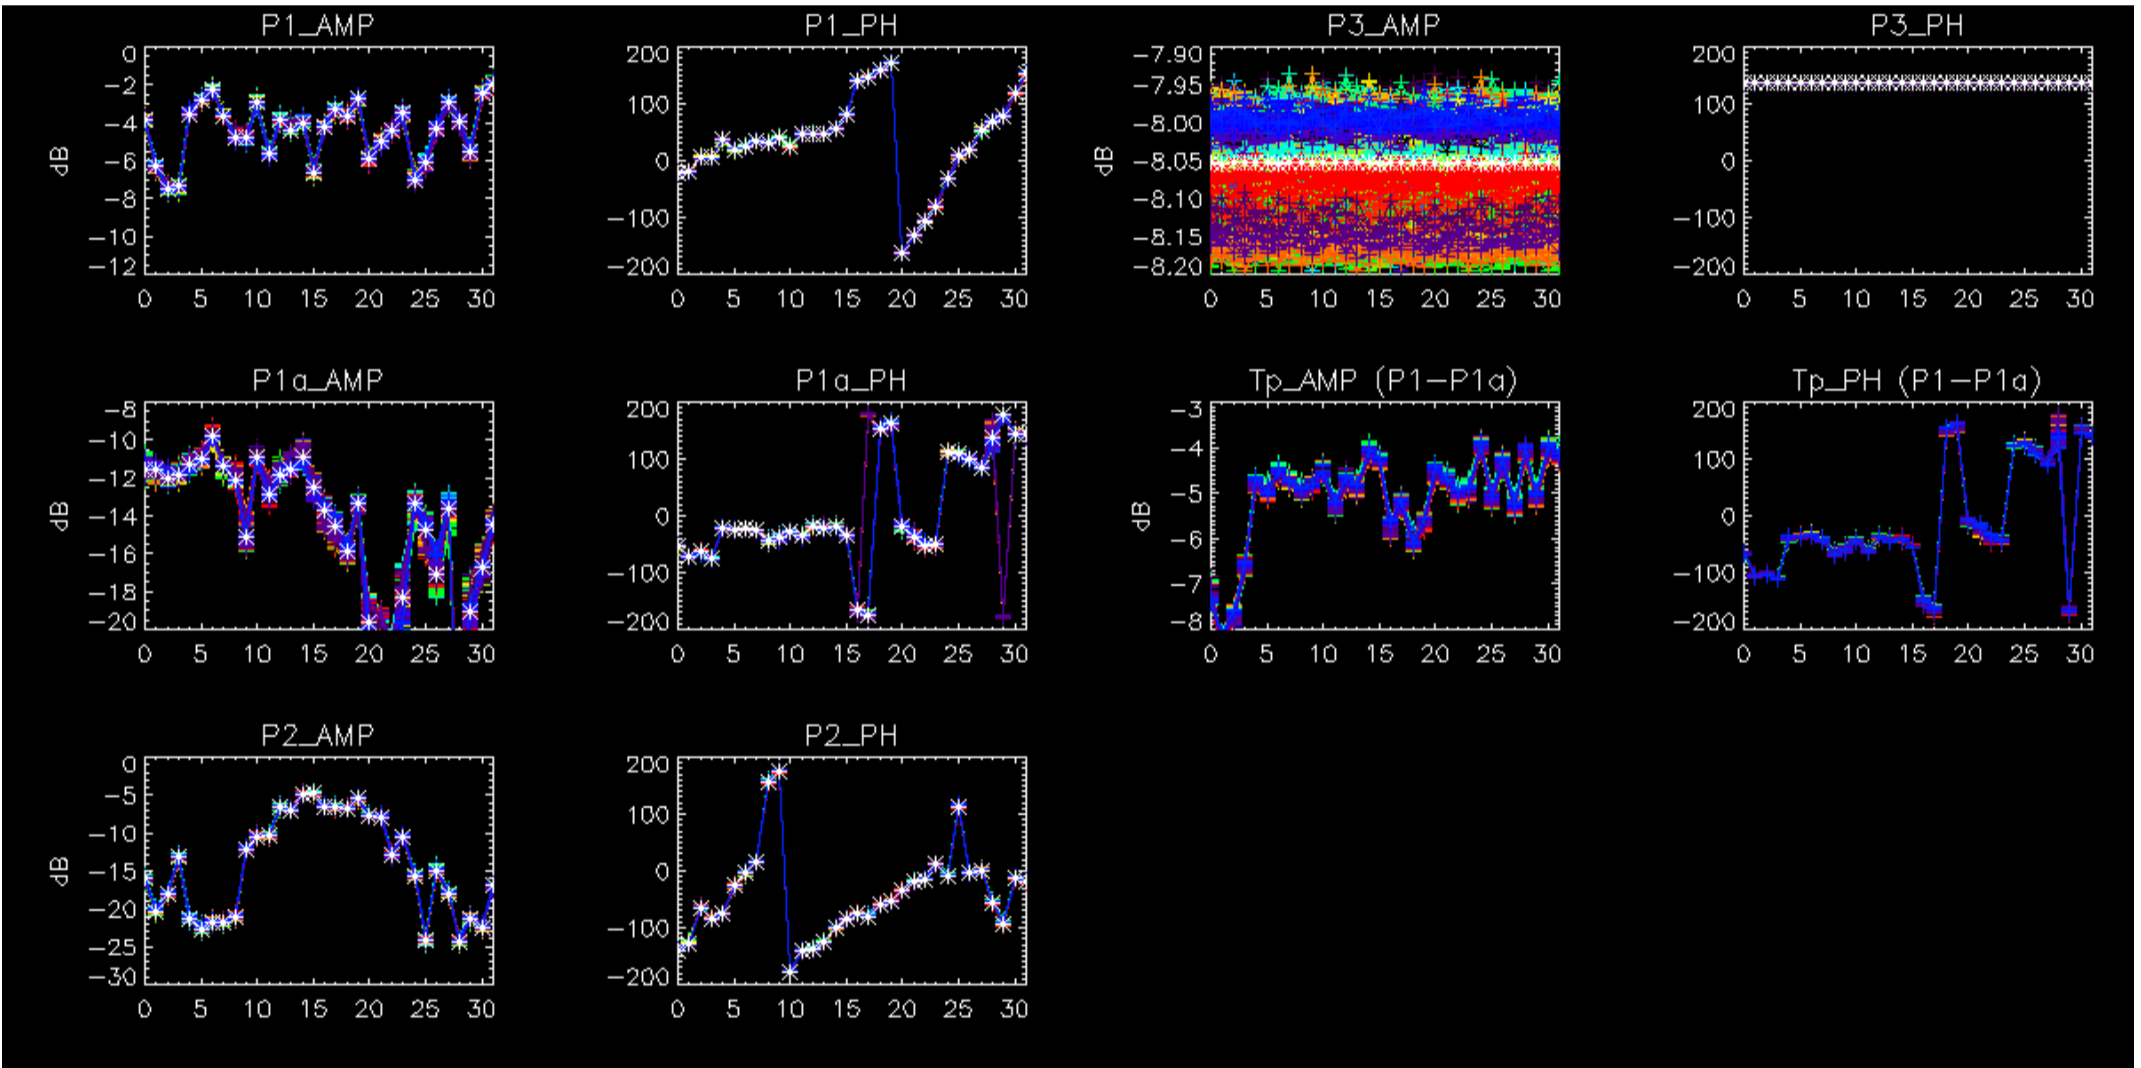 P1_AMP
P1_PH
P3_AMP
P3_PH
0
−2
−4
−6
−8
−10
−12
dB
0 5 10 15 20 25 30
200
100
0
−100
−200
0 5 10 15 20 25 30
−7.90
−7.95
−8.00
−8.05
−8.10
−8.15
−8.20
dB
0 5 10 15 20 25 30
200
100
0
−100
−200
0 5 10 15 20 25 30
P1a_AMP
P1a_PH
Tp_AMP (P1−P1a)
Tp_PH (P1−P1a)
−8
−10
−12
−14
−16
−18
−20
dB
0 5 10 15 20 25 30
200
100
0
−100
−200
0 5 10 15 20 25 30
−3
−4
−5
−6
−7
−8
dB
0 5 10 15 20 25 30
200
100
0
−100
−200
0 5 10 15 20 25 30
P2_AMP
P2_PH
0
−5
−10
−15
−20
−25
−30
dB
0 5 10 15 20 25 30
200
100
0
−100
−200
0 5 10 15 20 25 30